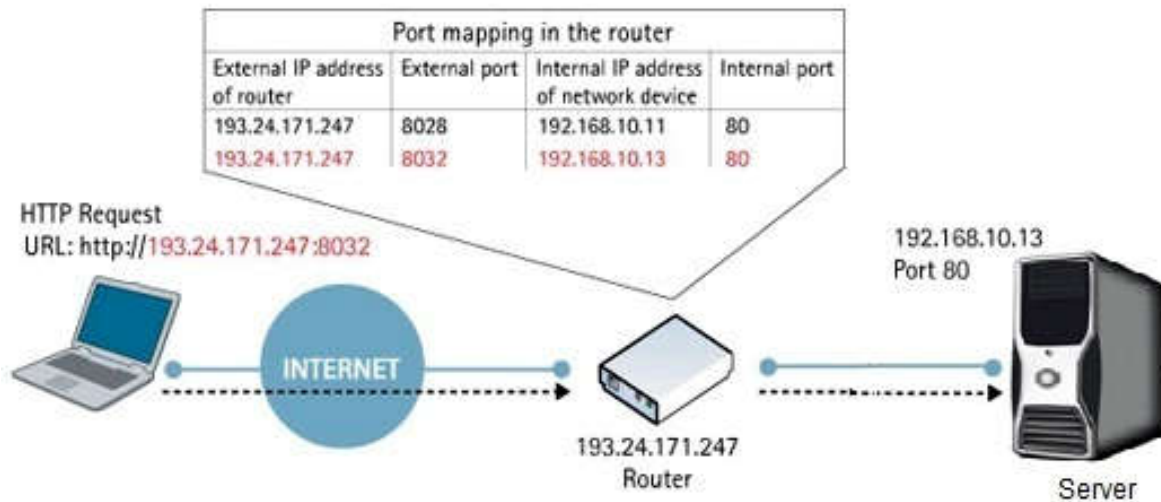 Port mapping in the router
External IP address of router | External port | Internal IP address of network device | Internal port
193.24.171.247 | 8028 | 192.168.10.11 | 80
193.24.171.247 | 8032 | 192.168.10.13 | 80
HTTP Request
URL: http://193.24.171.247:8032
192.168.10.13
Port 80
INTERNET
193.24.171.247
Router
Server